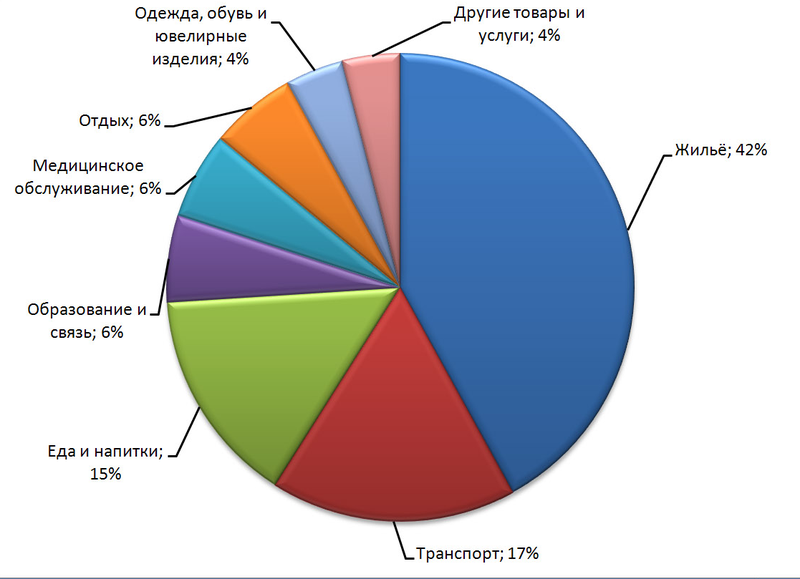 Одежда, обувь и
ювелирные
изделия; 4%
Другие товары и
услуги; 4%
Отдых; 6%
Жильё; 42%
Медицинское
обслуживание; 6%
Образование и
связь; 6%
Еда и напитки;
15%
Транспорт; 17%